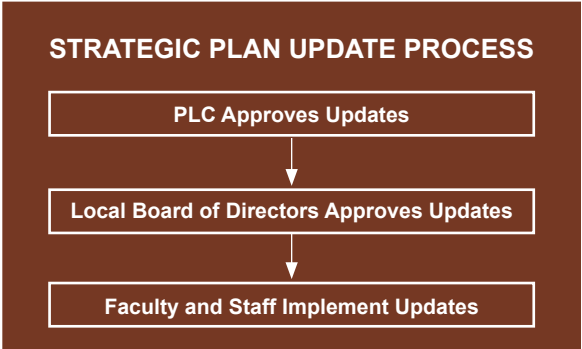 STRATEGIC PLAN UPDATE PROCESS
PLC Approves Updates
Local Board of Directors Approves Updates
Faculty and Staff Implement Updates